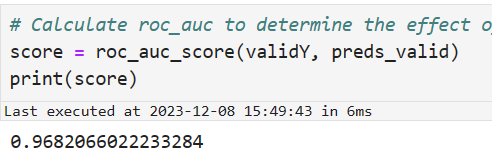 # Calculate roc_auc to determine the effect
score = roc_auc_score(validY, preds_valid)
print(score)
Last executed at 2023-12-08 15:49:43 in 6ms
0.9682066022233284